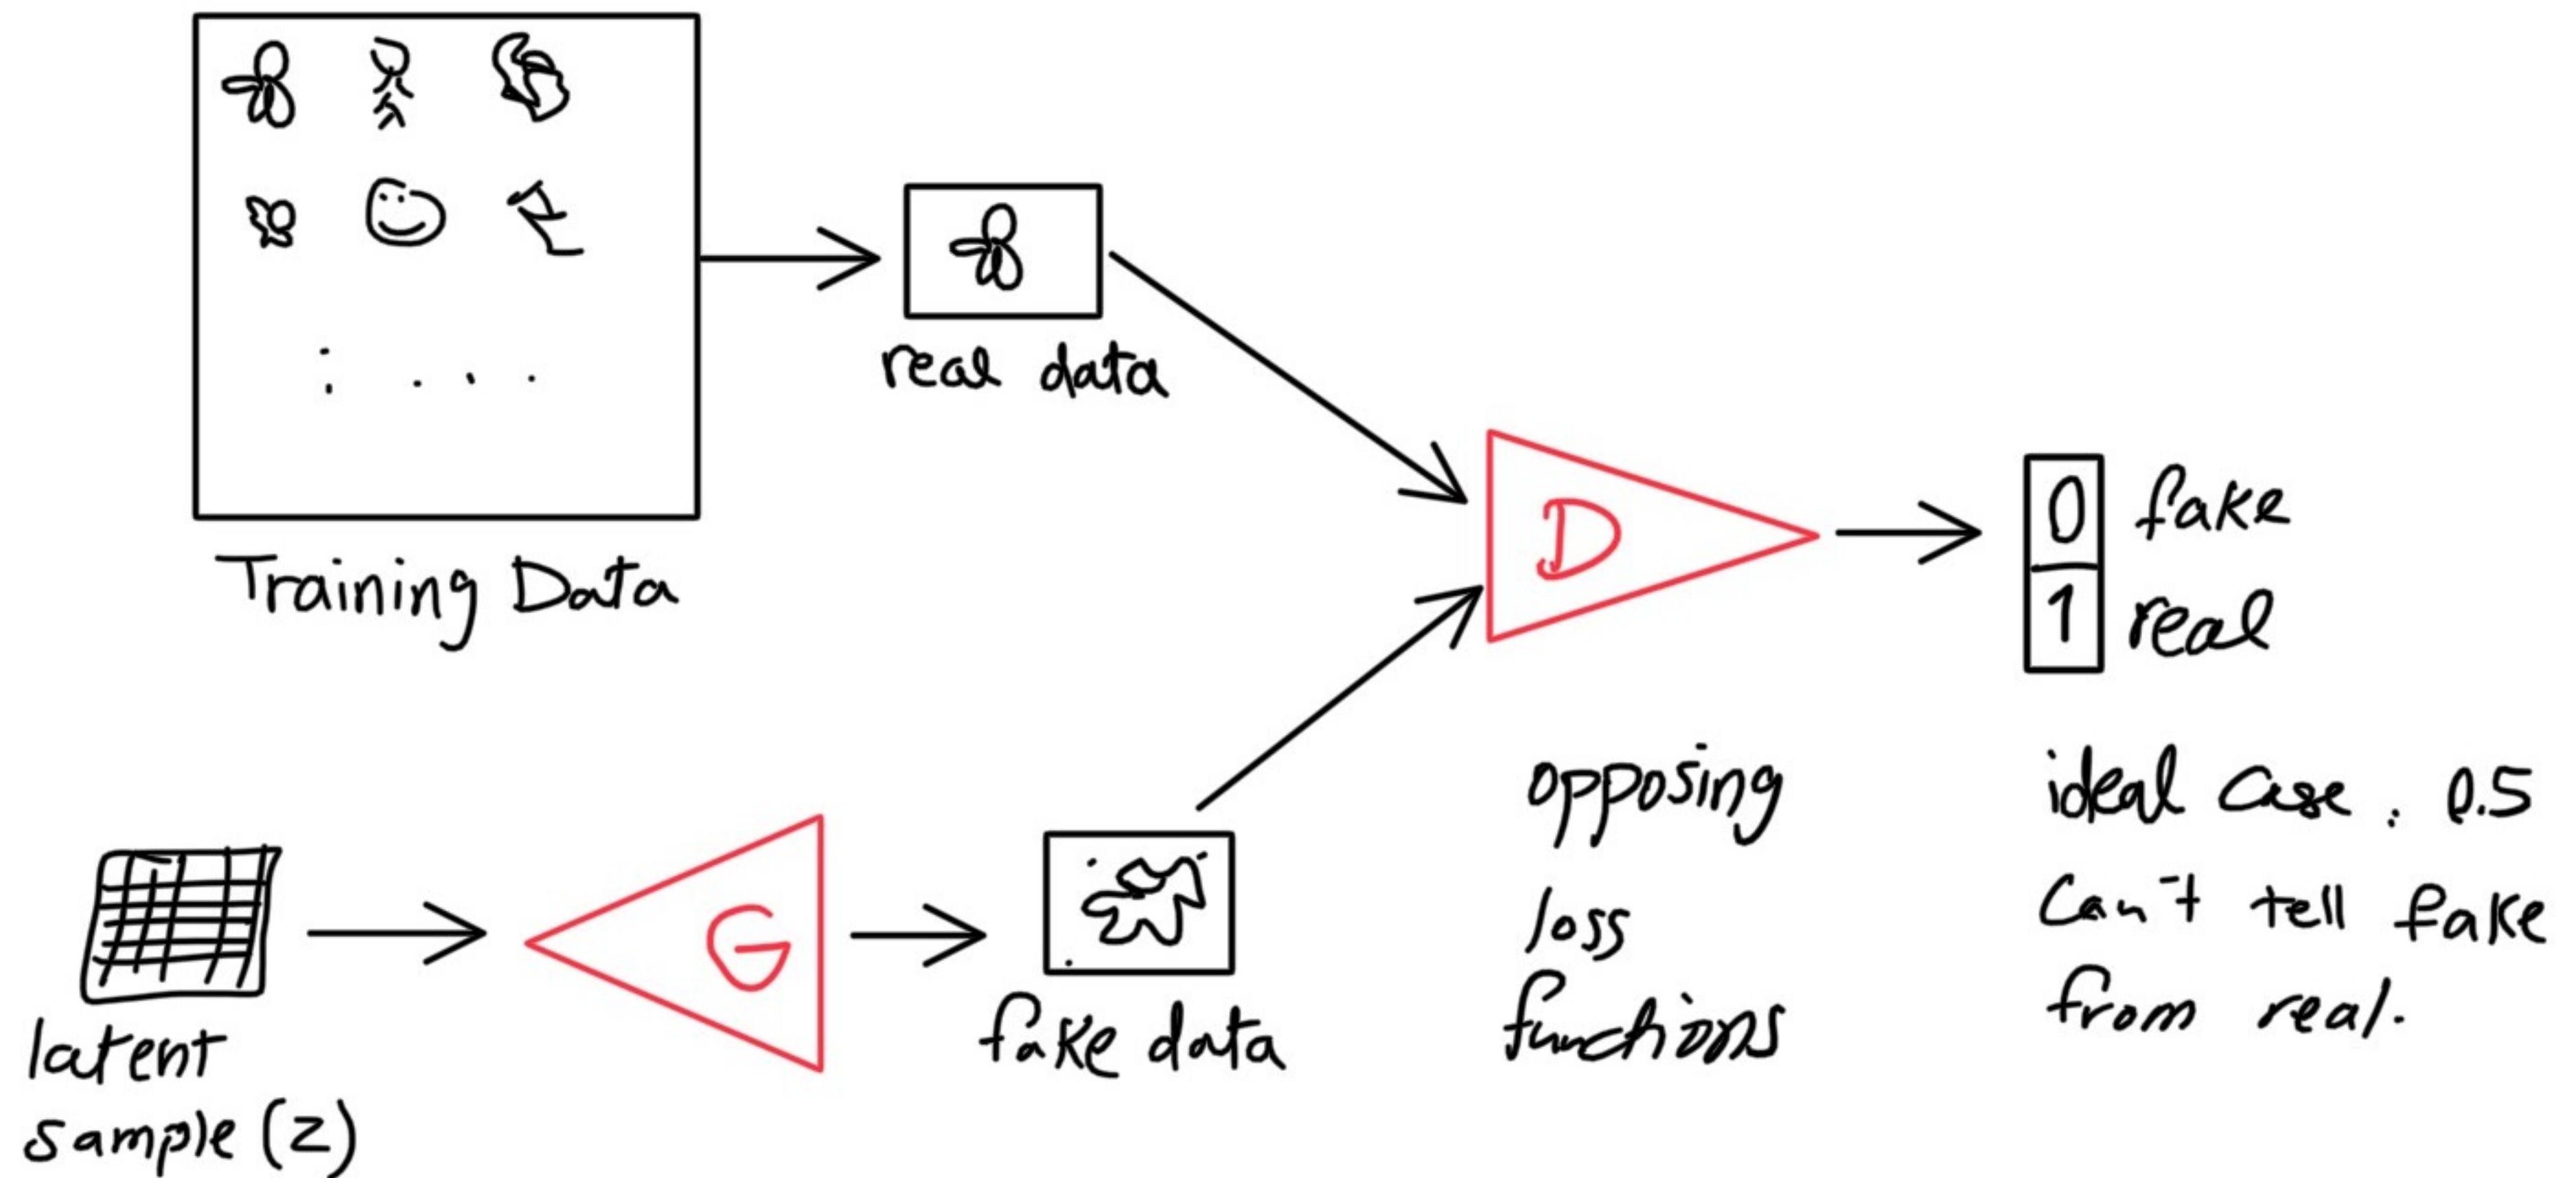 real data
Training Data
D
0 fake
1 real
G
latent
sample (z)
fake data
opposing
loss
functions
ideal case : 0.5
Can't tell fake
from real.